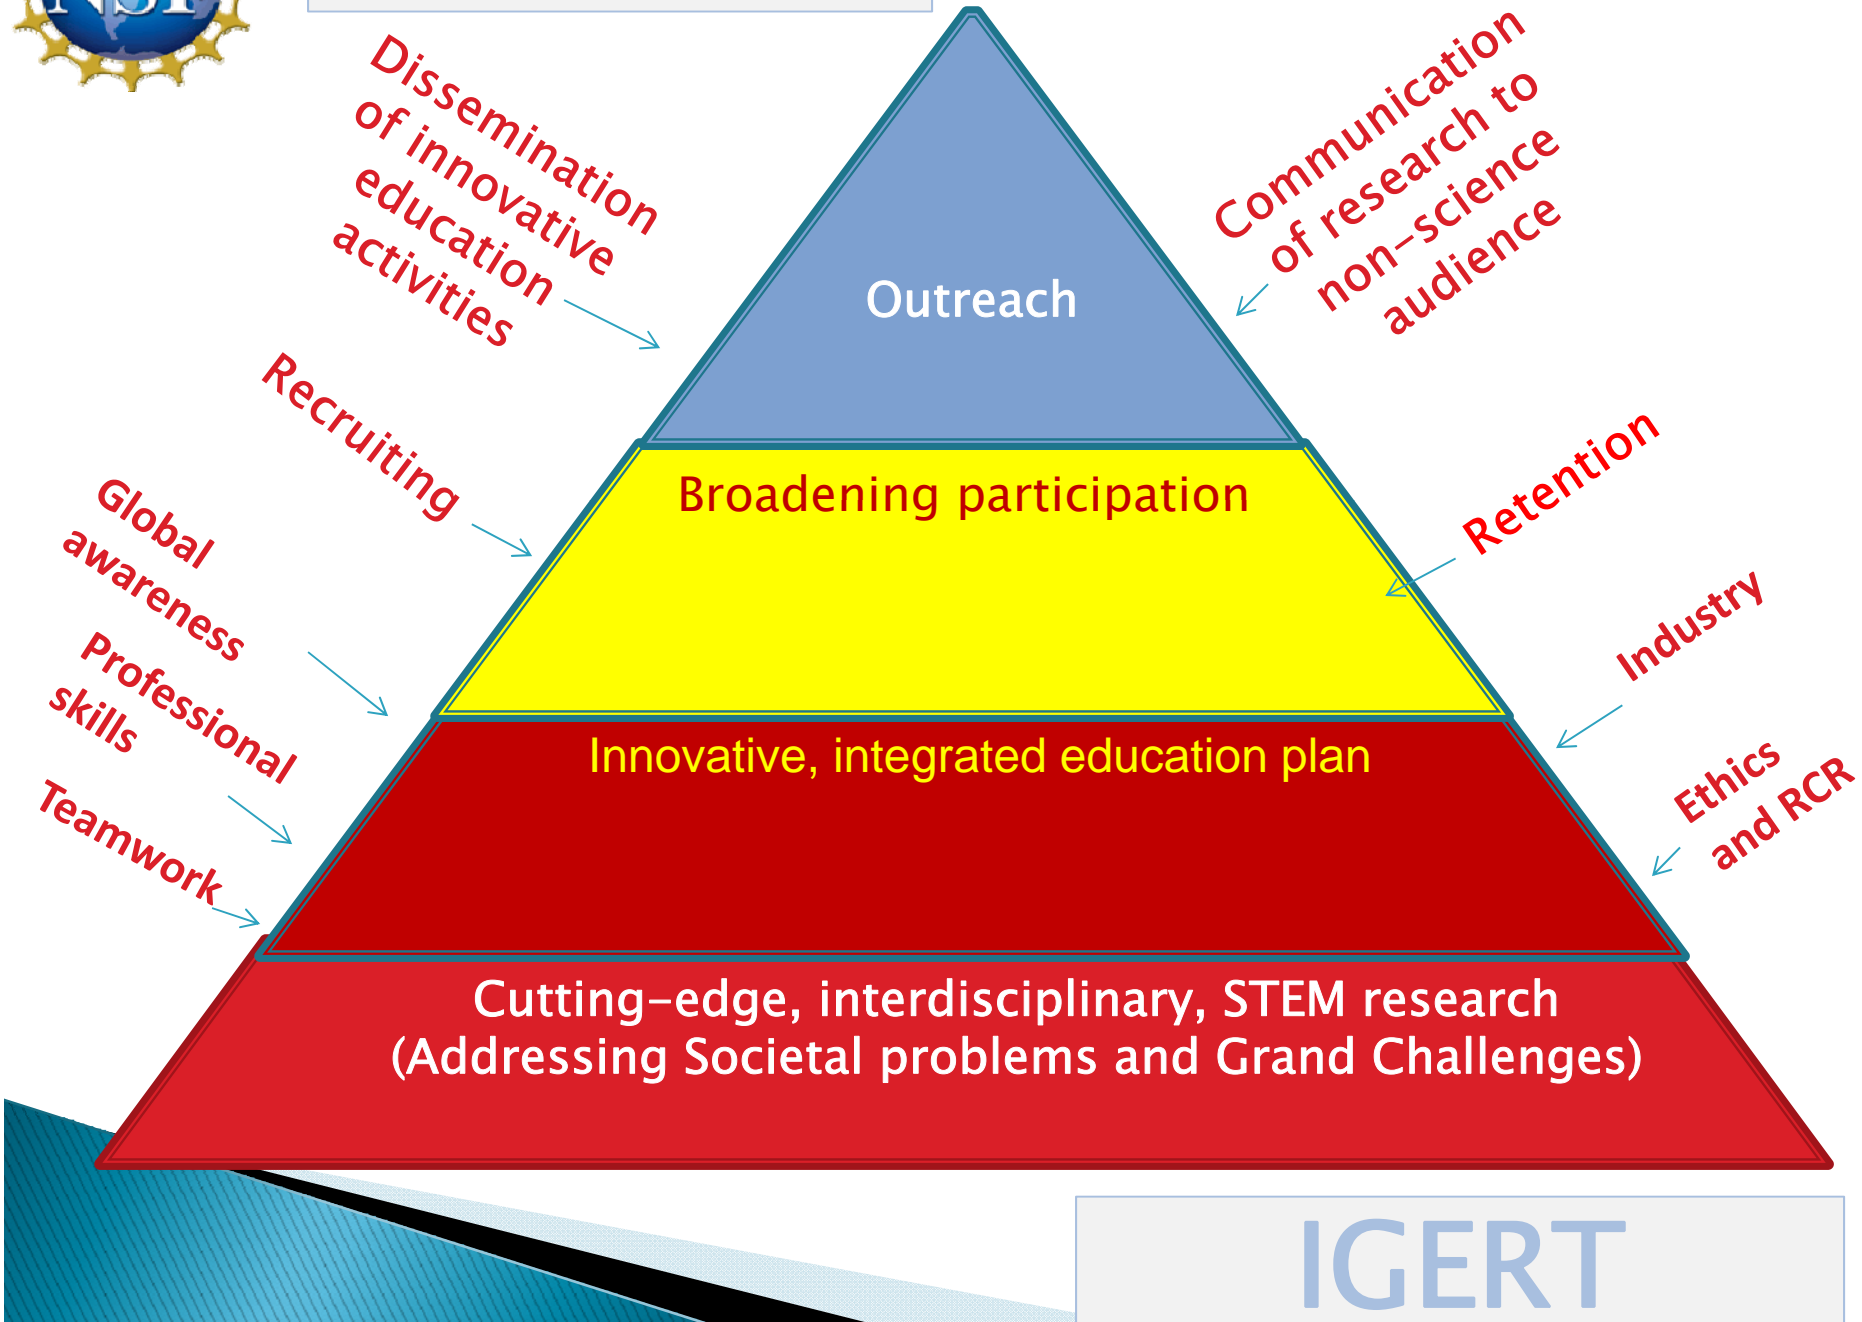 NSF
Dissemination
of innovative
education
activities
Communication
of research to
non-science
audience
Outreach
Recruiting
Retention
Broadening participation
Global
awareness
Industry
Professional
skills
Innovative, integrated education plan
Ethics
and RCR
Teamwork
Cutting-edge, interdisciplinary, STEM research
(Addressing Societal problems and Grand Challenges)
IGERT